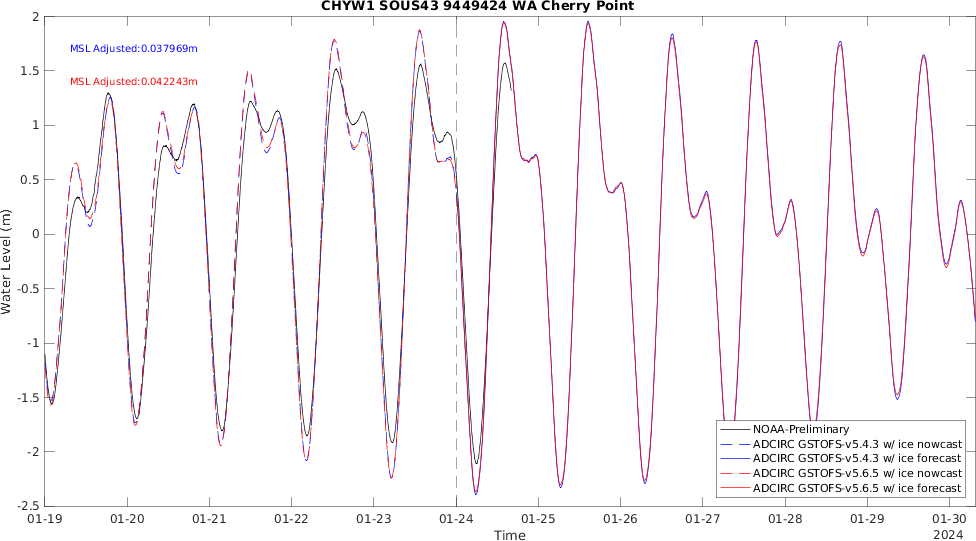 CHYW1 SOUS43 9449424 WA Cherry Point
MSL Adjusted:0.037969m
MSL Adjusted:0.042243m
Water Level (m)
2
1.5
1
0.5
0
-0.5
-1
-1.5
-2
-2.5
NOAA-Preliminary
ADCIRC GSTOFS-v5.4.3 w/ ice nowcast
ADCIRC GSTOFS-v5.4.3 w/ ice forecast
ADCIRC GSTOFS-v5.6.5 w/ ice nowcast
ADCIRC GSTOFS-v5.6.5 w/ ice forecast
01-19 01-20 01-21 01-22 01-23 01-24 01-25 01-26 01-27 01-28 01-29 01-30
Time
2024